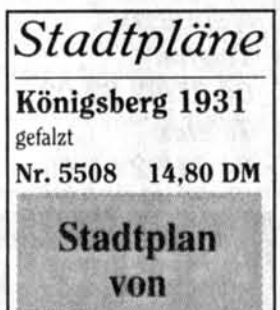 Stadtpläne
Königsberg 1931
gefalzt
Nr. 5508 14,80 DM
Stadtplan
von